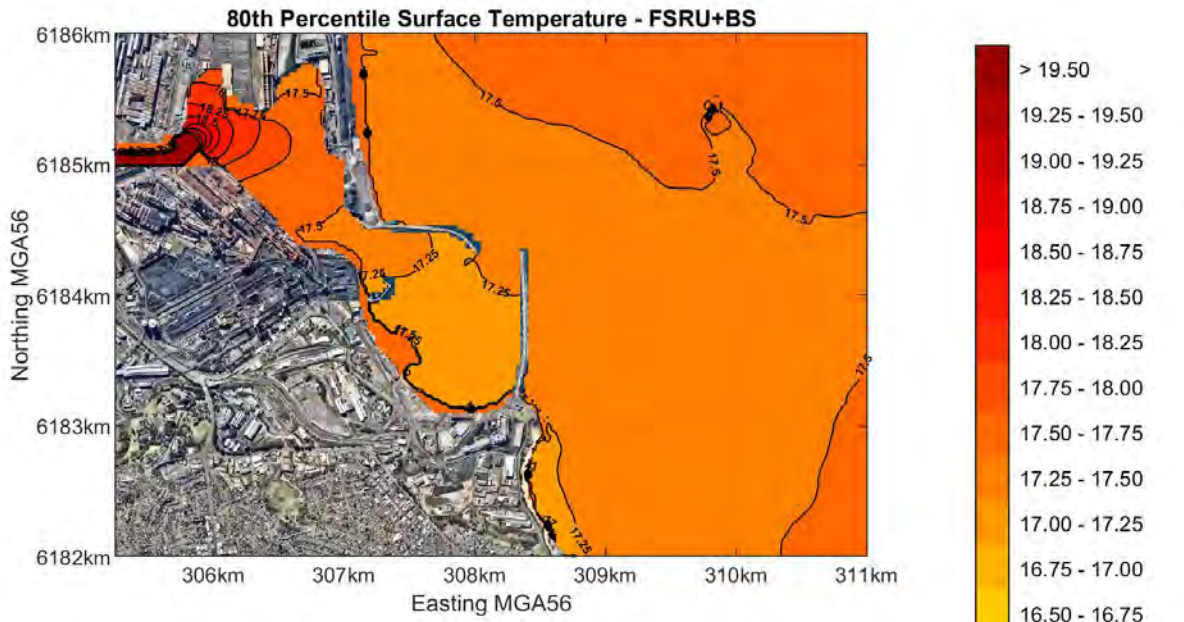 80th Percentile Surface Temperature - FSRU+BS
6186km
6185km
6184km
6183km
6182km
Northing MGA56
306km
307km
308km
309km
310km
311km
Easting MGA56
17.5
17.5
17.5
17.5
17.5
17.5
17.25
17.25
17.25
17.25
18.25
> 19.50
19.25 - 19.50
19.00 - 19.25
18.75 - 19.00
18.50 - 18.75
18.25 - 18.50
18.00 - 18.25
17.75 - 18.00
17.50 - 17.75
17.25 - 17.50
17.00 - 17.25
16.75 - 17.00
16.50 - 16.75